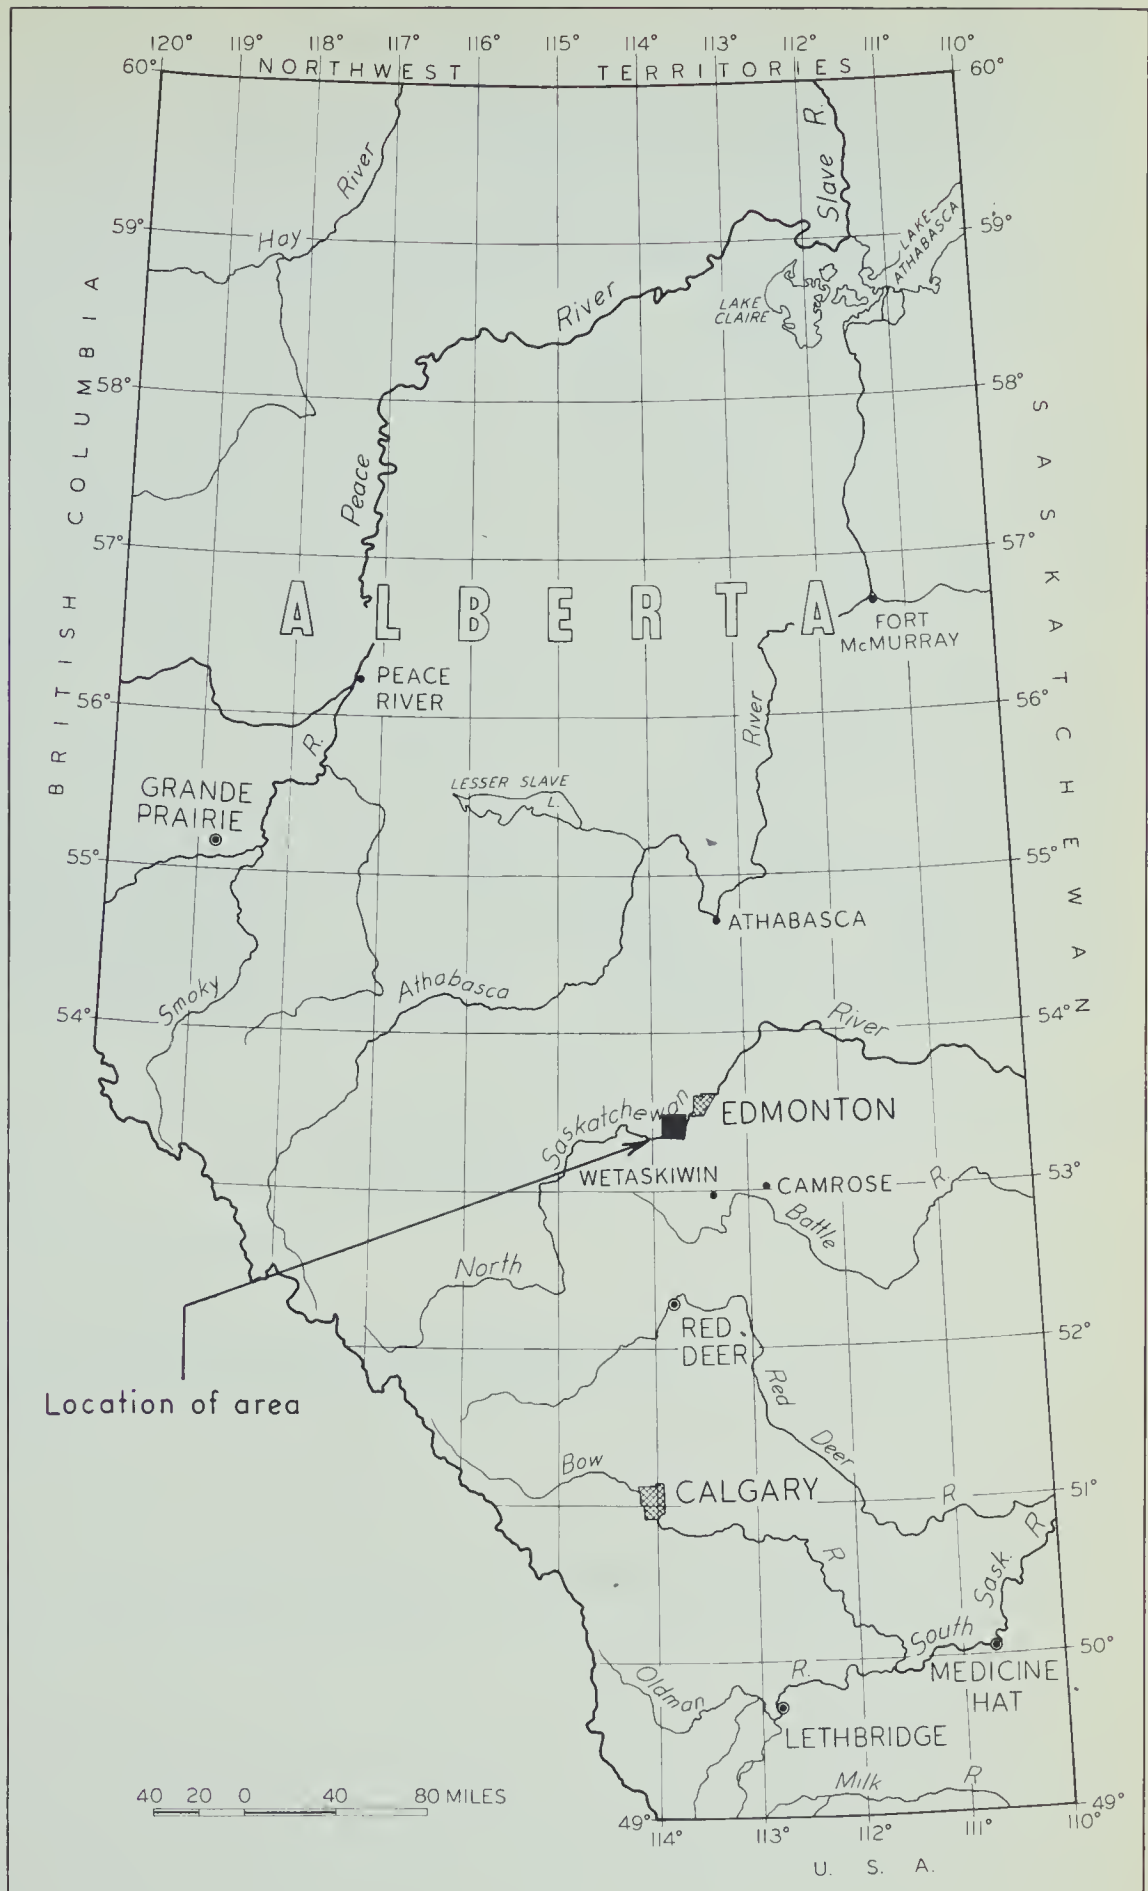 120° 119° 118° 117° 116° 115° 114° 113° 112° 111° 110°
60° NORTHWEST TERRITORIES 60°
Hay River
Slave R.
59° 59°
LAKE
ATHABASCA
LAKE
CLAIRE
Peace River
58° 58°
BRITISH COLUMBIA
SASKATCHEWAN
57° 57°
ALBERTA
FORT
McMURRAY
PEACE
RIVER
56° 56°
River
R.
GRANDE
PRAIRIE
LESSER SLAVE
L.
55° 55°
ATHABASCA
Smoky
Athabasca
54° 54°
River
Saskatchewan
EDMONTON
WETASKIWIN
CAMROSE
R.
53°
Battle
North
RED
DEER
52°
Location of area
Red
Deer
R
Bow
CALGARY
51°
R
R
Sask.
South
50°
MEDICINE
HAT
Oldman
R.
LETHBRIDGE
Milk R
40 20 0 40 80 MILES
49° 49°
114° 113° 112° 111° 110°
U. S. A.